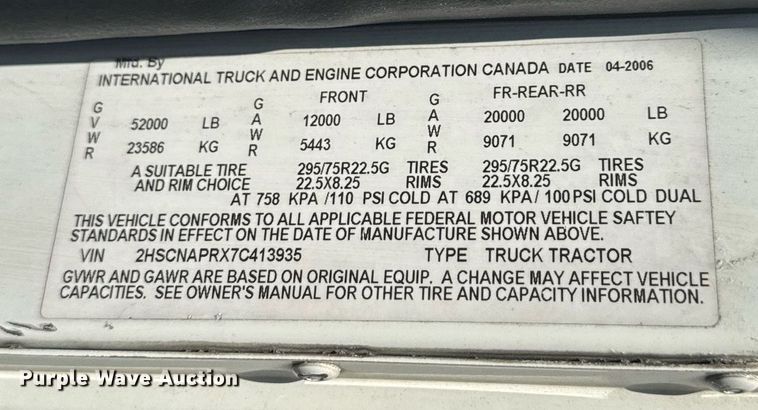 Mfd. By
INTERNATIONAL TRUCK AND ENGINE CORPORATION CANADA DATE 04-2006
FRONT FR-REAR-RR
GVWR 52000 LB GAWR 12000 LB GAWR 20000 20000 LB
23586 KG 5443 KG 9071 9071 KG
A SUITABLE TIRE 295/75R22.5G TIRES 295/75R22.5G TIRES
AND RIM CHOICE 22.5X8.25 RIMS 22.5X8.25 RIMS
AT 758 KPA/110 PSI COLD AT 689 KPA/100 PSI COLD DUAL
THIS VEHICLE CONFORMS TO ALL APPLICABLE FEDERAL MOTOR VEHICLE SAFTEY
STANDARDS IN EFFECT ON THE DATE OF MANUFACTURE SHOWN ABOVE.
VIN 2HSCNAPRX7C413935 TYPE TRUCK TRACTOR
GVWR AND GAWR ARE BASED ON ORIGINAL EQUIP. A CHANGE MAY AFFECT VEHICLE
CAPACITIES. SEE OWNER'S MANUAL FOR OTHER TIRE AND CAPACITY INFORMATION.
Purple Wave Auction